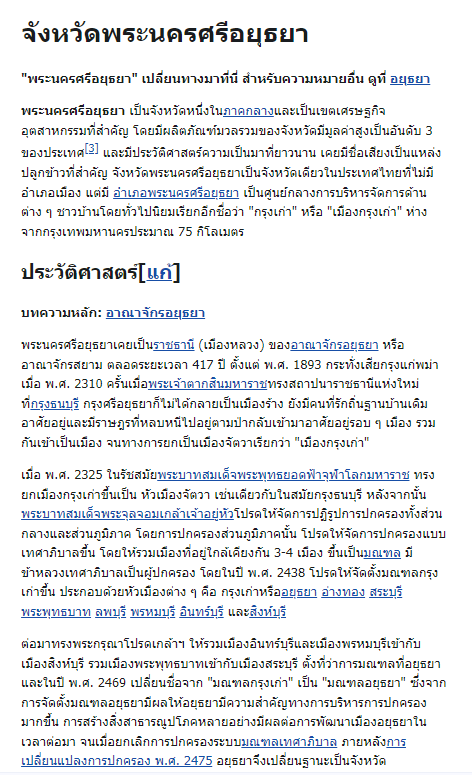 จังหวัดพระนครศรีอยุธยา
"พระนครศรีอยุธยา" เปลี่ยนทางมาที่นี่ สำหรับความหมายอื่น ดูที่ อยุธยา
พระนครศรีอยุธยา เป็นจังหวัดหนึ่งในภาคกลางและเป็นเขตเศรษฐกิจ
อุตสาหกรรมที่สำคัญ โดยมีผลิตภัณฑ์มวลรวมของจังหวัดมีมูลค่าสูงเป็นอันดับ 3
ของประเทศ[3] และมีประวัติศาสตร์ความเป็นมาที่ยาวนาน เคยมีชื่อเสียงเป็นแหล่ง
ปลูกข้าวที่สำคัญ จังหวัดพระนครศรีอยุธยาเป็นจังหวัดเดียวในประเทศไทยที่ไม่มี
อำเภอเมือง แต่มี อำเภอพระนครศรีอยุธยา เป็นศูนย์กลางการบริหารจัดการด้าน
ต่าง ๆ ชาวบ้านโดยทั่วไปนิยมเรียกอีกชื่อว่า "กรุงเก่า" หรือ "เมืองกรุงเก่า" ห่าง
จากกรุงเทพมหานครประมาณ 75 กิโลเมตร
ประวัติศาสตร์[แก้]
บทความหลัก: อาณาจักรอยุธยา
พระนครศรีอยุธยาเคยเป็นราชธานี (เมืองหลวง) ของอาณาจักรอยุธยา หรือ
อาณาจักรสยาม ตลอดระยะเวลา 417 ปี ตั้งแต่ พ.ศ. 1893 กระทั่งเสียกรุงแก่พม่า
เมื่อ พ.ศ. 2310 ครั้นเมื่อพระเจ้าตากสินมหาราชทรงสถาปนาราชธานีแห่งใหม่
ที่กรุงธนบุรี กรุงศรีอยุธยาก็ไม่ได้กลายเป็นเมืองร้าง ยังมีคนที่รักถิ่นฐานบ้านเดิม
อาศัยอยู่และมีราษฎรที่หลบหนีไปอยู่ตามป่ากลับเข้ามาอาศัยอยู่รอบ ๆ เมือง รวม
กันเข้าเป็นเมือง จนทางการยกเป็นเมืองจัตวาเรียกว่า "เมืองกรุงเก่า"
เมื่อ พ.ศ. 2325 ในรัชสมัยพระบาทสมเด็จพระพุทธยอดฟ้าจุฬาโลกมหาราช ทรง
ยกเมืองกรุงเก่าขึ้นเป็น หัวเมืองจัตวา เช่นเดียวกับในสมัยกรุงธนบุรี หลังจากนั้น
พระบาทสมเด็จพระจุลจอมเกล้าเจ้าอยู่หัวโปรดให้จัดการปฏิรูปการปกครองทั้งส่วน
กลางและส่วนภูมิภาค โดยการปกครองส่วนภูมิภาคนั้น โปรดให้จัดการปกครองแบบ
เทศาภิบาลขึ้น โดยให้รวมเมืองที่อยู่ใกล้เคียงกัน 3-4 เมือง ขึ้นเป็นมณฑล มี
ข้าหลวงเทศาภิบาลเป็นผู้ปกครอง โดยในปี พ.ศ. 2438 โปรดให้จัดตั้งมณฑลกรุง
เก่าขึ้น ประกอบด้วยหัวเมืองต่าง ๆ คือ กรุงเก่าหรืออยุธยา อ่างทอง สระบุรี
พระพุทธบาท ลพบุรี พรหมบุรี อินทร์บุรี และสิงห์บุรี
ต่อมาทรงพระกรุณาโปรดเกล้าฯ ให้รวมเมืองอินทร์บุรีและเมืองพรหมบุรีเข้ากับ
เมืองสิงห์บุรี รวมเมืองพระพุทธบาทเข้ากับเมืองสระบุรี ตั้งที่ว่าการมณฑลที่อยุธยา
และในปี พ.ศ. 2469 เปลี่ยนชื่อจาก "มณฑลกรุงเก่า" เป็น "มณฑลอยุธยา" ซึ่งจาก
การจัดตั้งมณฑลอยุธยามีผลให้อยุธยามีความสำคัญทางการบริหารการปกครอง
มากขึ้น การสร้างสิ่งสาธารณูปโภคหลายอย่างมีผลต่อการพัฒนาเมืองอยุธยาใน
เวลาต่อมา จนเมื่อยกเลิกการปกครองระบบมณฑลเทศาภิบาล ภายหลังการ
เปลี่ยนแปลงการปกครอง พ.ศ. 2475 อยุธยาจึงเปลี่ยนฐานะเป็นจังหวัด